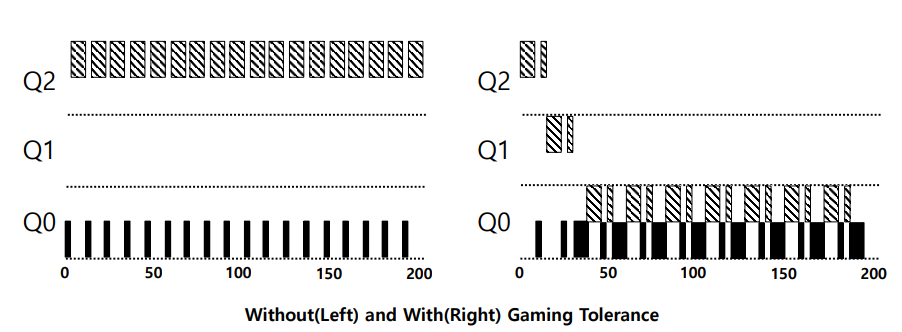 Q2 Q2
Q1 Q1
Q0 Q0
0 50 100 150 200 0 50 100 150 200
Without(Left) and With(Right) Gaming Tolerance